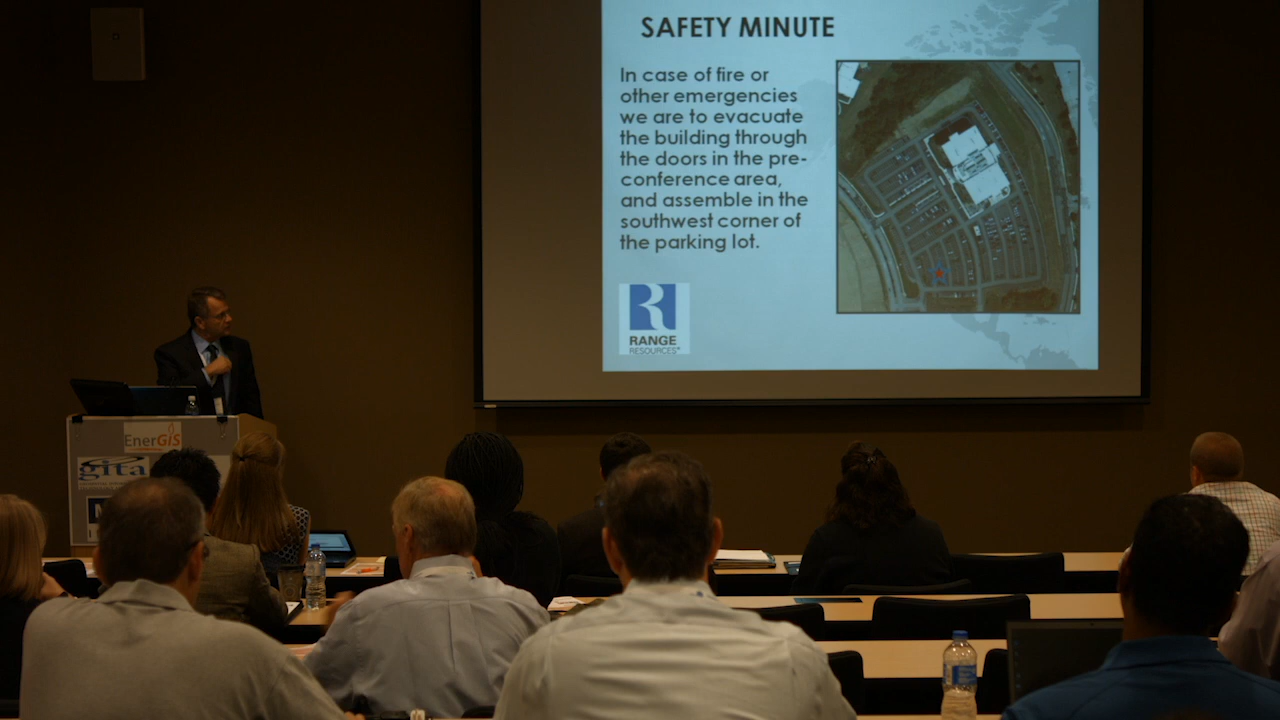 SAFETY MINUTE
In case of fire or
other emergencies
we are to evacuate
the building through
the doors in the pre-
conference area,
and assemble in the
southwest corner of
the parking lot.
RANGE
RESOURCES
EnerGIS
gita